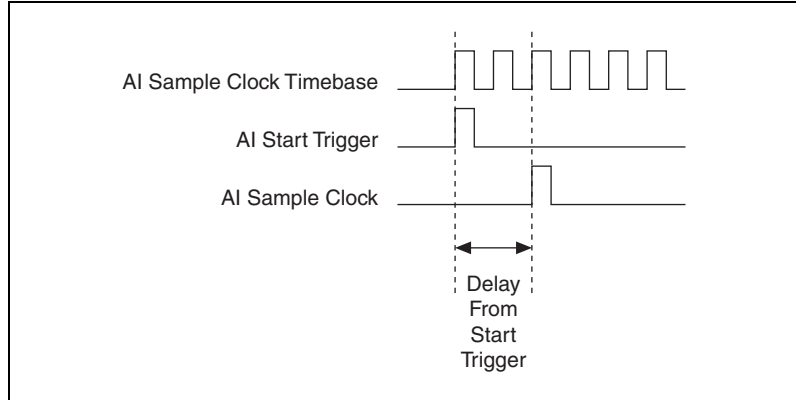 AI Sample Clock Timebase
AI Start Trigger
AI Sample Clock
Delay
From
Start
Trigger